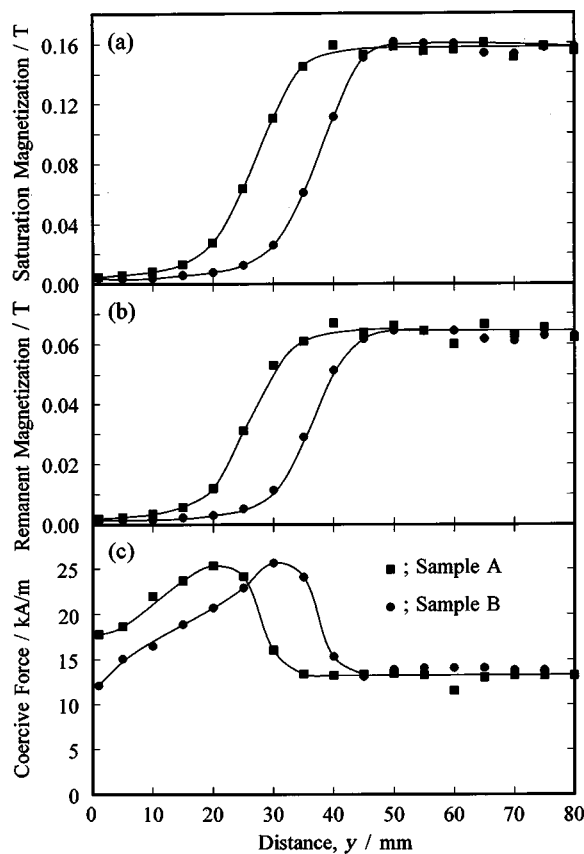 (a)
Saturation Magnetization / T
0.16
0.12
0.08
0.04
0.00
(b)
Remanent Magnetization / T
0.06
0.04
0.02
0.00
(c)
Coercive Force / kA/m
25
20
15
10
5
0
■ ; Sample A
● ; Sample B
0 10 20 30 40 50 60 70 80
Distance, y / mm